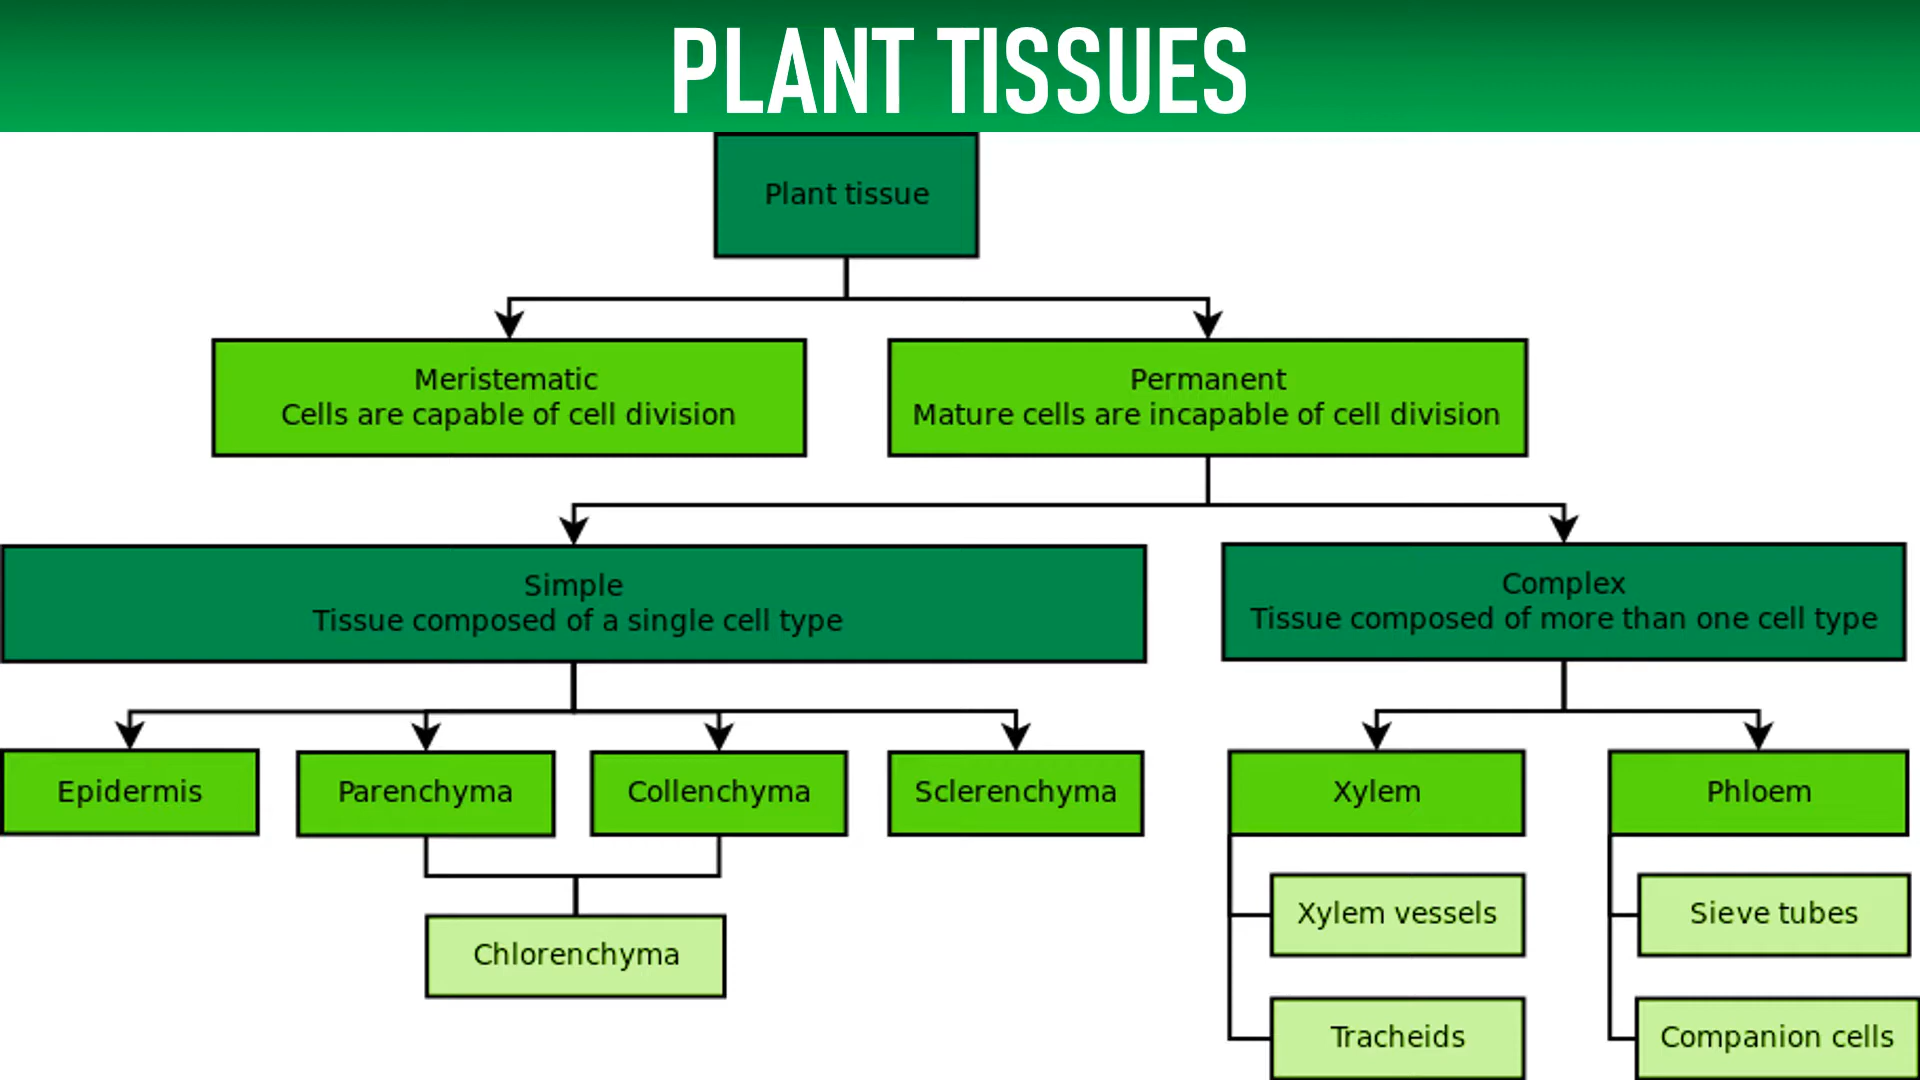 PLANT TISSUES
Plant tissue
Meristematic
Cells are capable of cell division
Permanent
Mature cells are incapable of cell division
Simple
Tissue composed of a single cell type
Complex
Tissue composed of more than one cell type
Epidermis
Parenchyma
Collenchyma
Sclerenchyma
Xylem
Phloem
Xylem vessels
Sieve tubes
Chlorenchyma
Tracheids
Companion cells